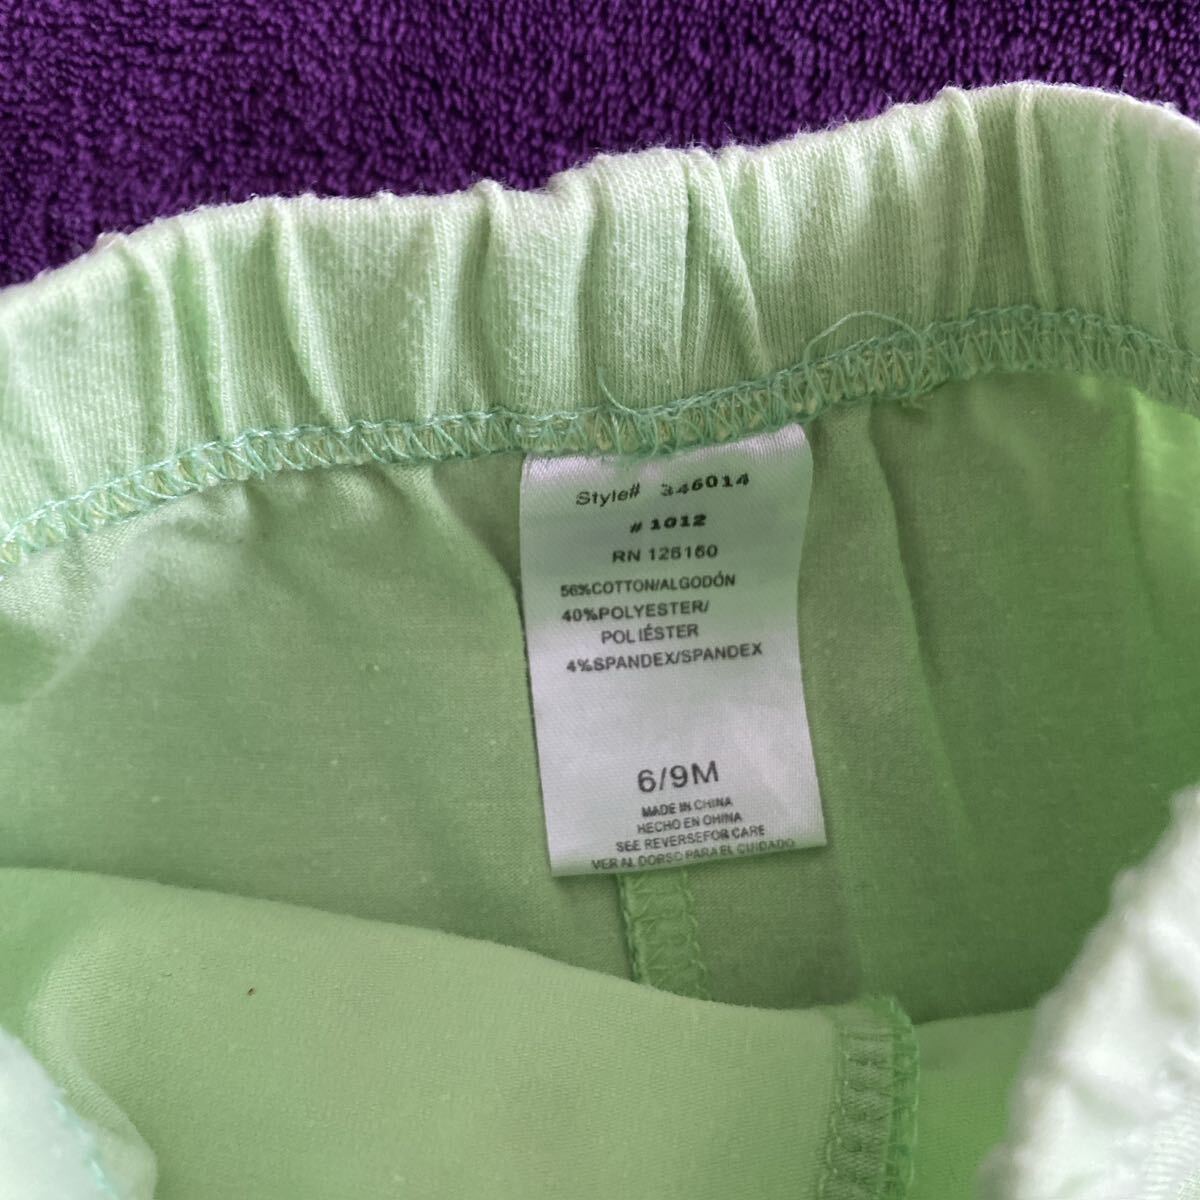 Style# 346014
# 1012
RN 126160
56%COTTON/ALGODÓN
40%POLYESTER/
POLIÉSTER
4%SPANDEX/SPANDEX
6/9M
MADE IN CHINA
HECHO EN CHINA
SEE REVERSEFOR CARE
VER AL DORSO PARA EL CUIDADO